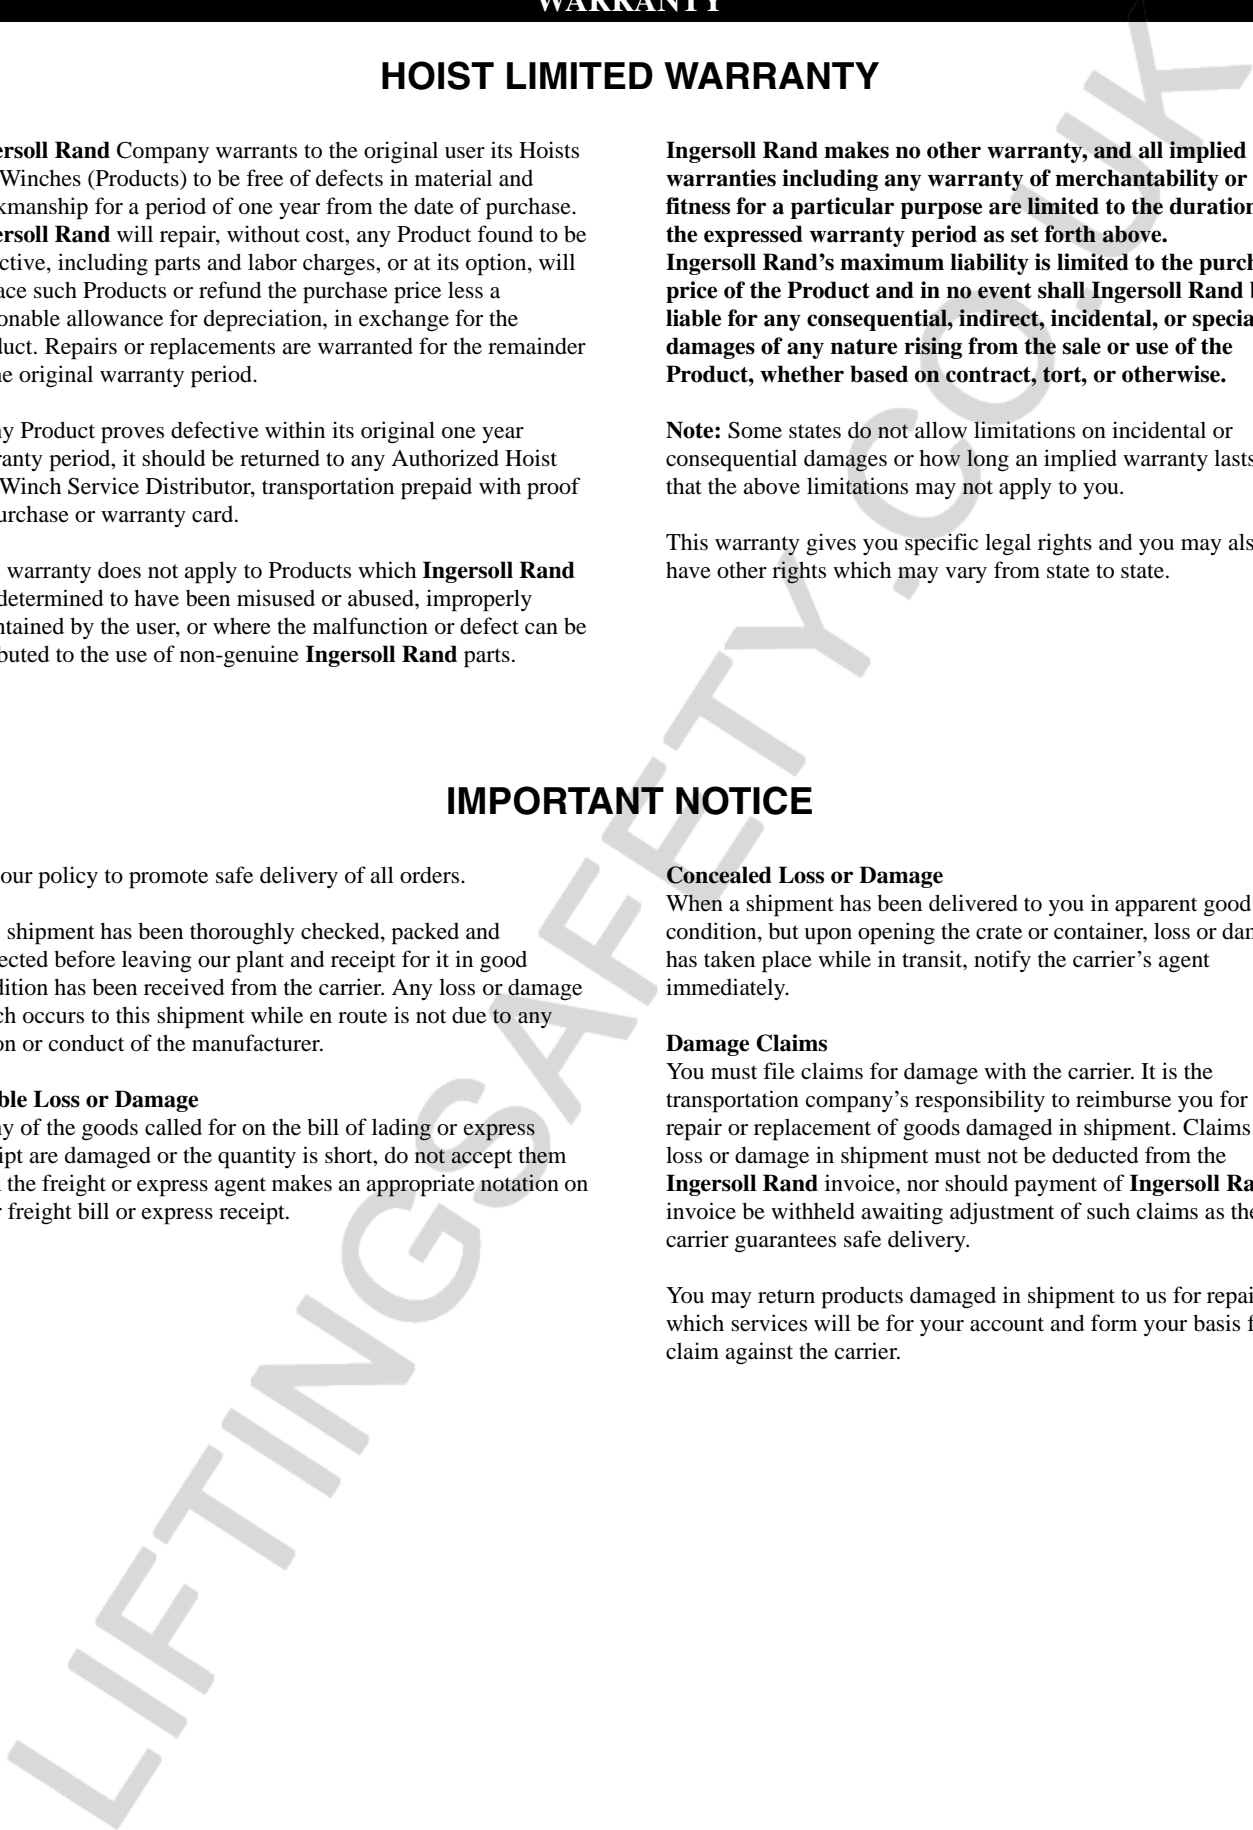 WARRANTY
HOIST LIMITED WARRANTY
ersoll Rand Company warrants to the original user its Hoists
Winches (Products) to be free of defects in material and
kmanship for a period of one year from the date of purchase.
ersoll Rand will repair, without cost, any Product found to be
ctive, including parts and labor charges, or at its option, will
ace such Products or refund the purchase price less a
onable allowance for depreciation, in exchange for the
duct. Repairs or replacements are warranted for the remainder
ne original warranty period.
ny Product proves defective within its original one year
ranty period, it should be returned to any Authorized Hoist
Winch Service Distributor, transportation prepaid with proof
urchase or warranty card.
warranty does not apply to Products which Ingersoll Rand
determined to have been misused or abused, improperly
ntained by the user, or where the malfunction or defect can be
buted to the use of non-genuine Ingersoll Rand parts.
Ingersoll Rand makes no other warranty, and all implied
warranties including any warranty of merchantability or
fitness for a particular purpose are limited to the duration
the expressed warranty period as set forth above.
Ingersoll Rand’s maximum liability is limited to the purch
price of the Product and in no event shall Ingersoll Rand b
liable for any consequential, indirect, incidental, or specia
damages of any nature rising from the sale or use of the
Product, whether based on contract, tort, or otherwise.
Note: Some states do not allow limitations on incidental or
consequential damages or how long an implied warranty lasts
that the above limitations may not apply to you.
This warranty gives you specific legal rights and you may als
have other rights which may vary from state to state.
IMPORTANT NOTICE
our policy to promote safe delivery of all orders.
shipment has been thoroughly checked, packed and
ected before leaving our plant and receipt for it in good
dition has been received from the carrier. Any loss or damage
ch occurs to this shipment while en route is not due to any
on or conduct of the manufacturer.
ble Loss or Damage
ny of the goods called for on the bill of lading or express
ipt are damaged or the quantity is short, do not accept them
the freight or express agent makes an appropriate notation on
r freight bill or express receipt.
Concealed Loss or Damage
When a shipment has been delivered to you in apparent good
condition, but upon opening the crate or container, loss or dam
has taken place while in transit, notify the carrier’s agent
immediately.
Damage Claims
You must file claims for damage with the carrier. It is the
transportation company’s responsibility to reimburse you for
repair or replacement of goods damaged in shipment. Claims
loss or damage in shipment must not be deducted from the
Ingersoll Rand invoice, nor should payment of Ingersoll Ra
invoice be withheld awaiting adjustment of such claims as the
carrier guarantees safe delivery.
You may return products damaged in shipment to us for repai
which services will be for your account and form your basis f
claim against the carrier.
LIFTINGSAFETY.CO.UK